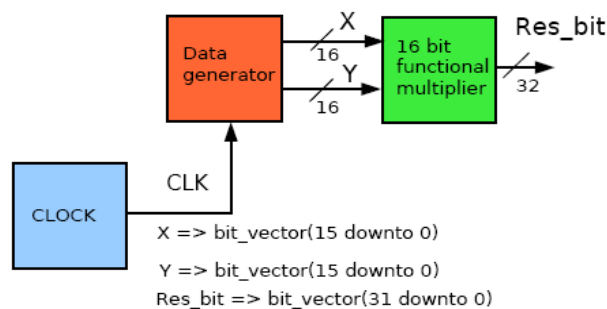 Data
generator
X
16
Y
16
16 bit
functional
multiplier
Res_bit
32
CLOCK
CLK
X => bit_vector(15 downto 0)
Y => bit_vector(15 downto 0)
Res_bit => bit_vector(31 downto 0)